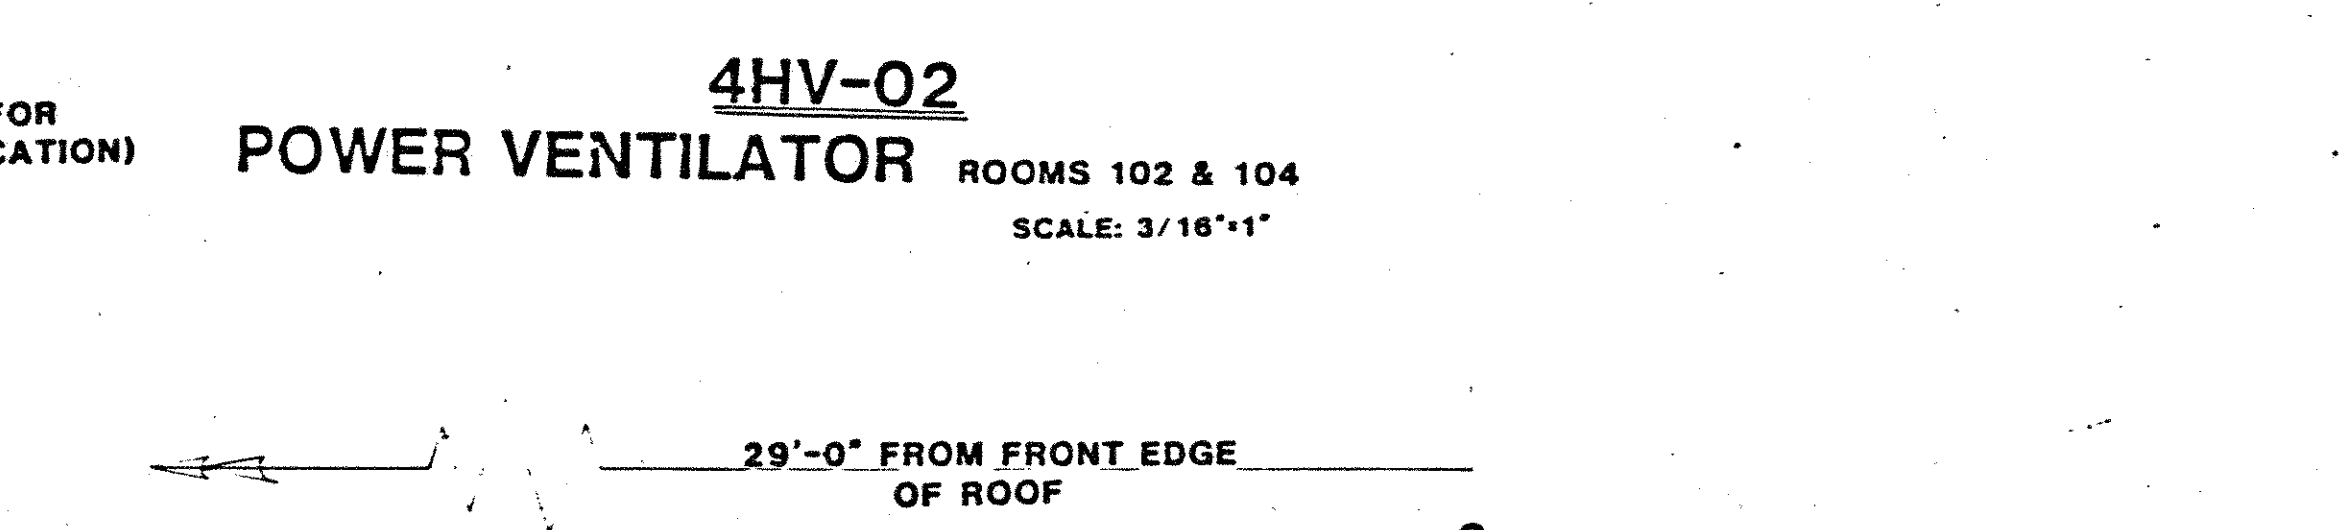 4HV-02
FOR
CATION)
POWER VENTILATOR ROOMS 102 & 104
SCALE: 3/16"=1"
29'-0" FROM FRONT EDGE
OF ROOF